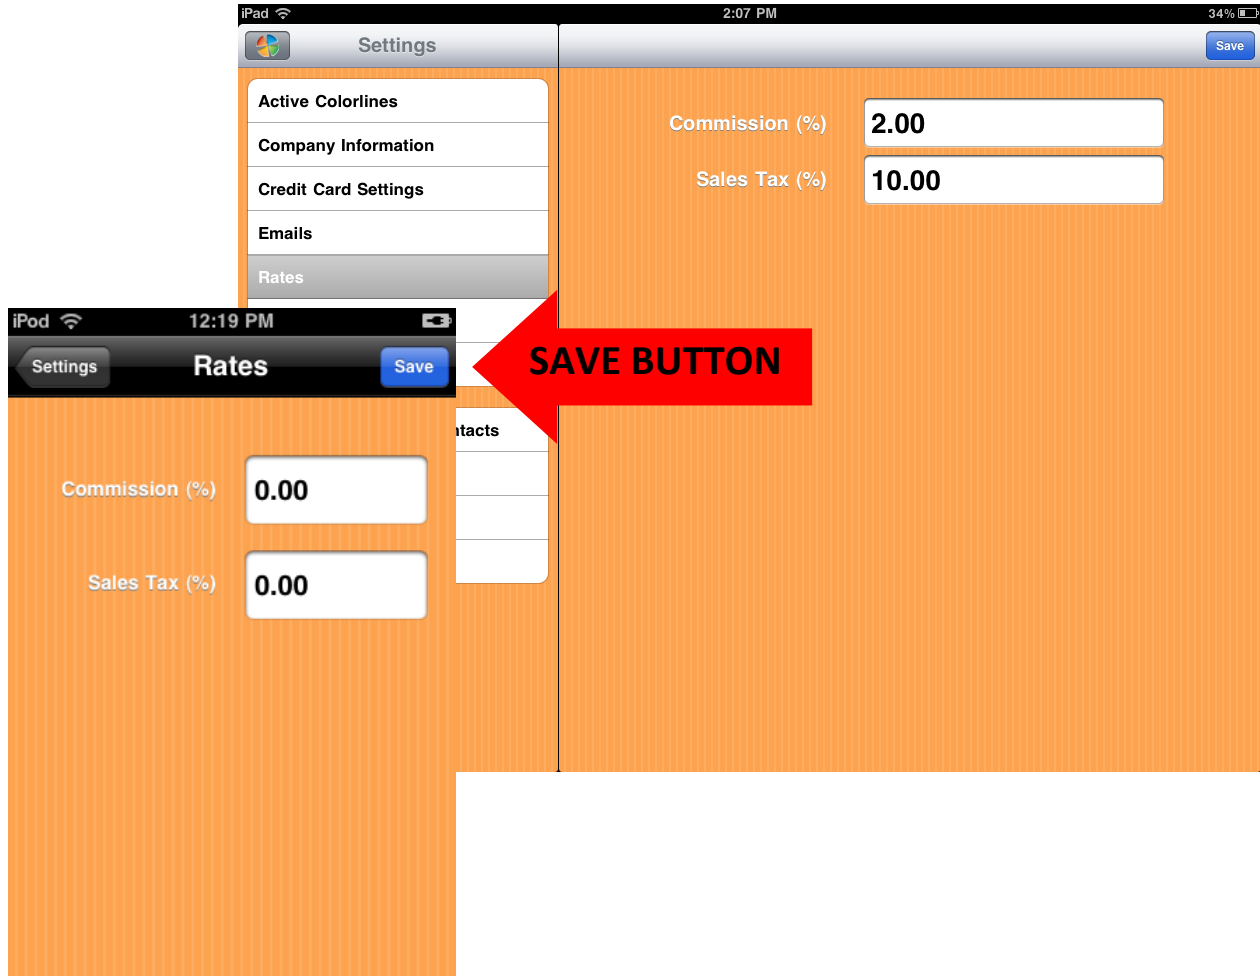 iPad
2:07 PM
34%
Settings
Save
Active Colorlines
Company Information
Credit Card Settings
Emails
Rates
Commission (%)
2.00
Sales Tax (%)
10.00
SAVE BUTTON
iPod
12:19 PM
Settings
Rates
Save
Commission (%)
0.00
Sales Tax (%)
0.00